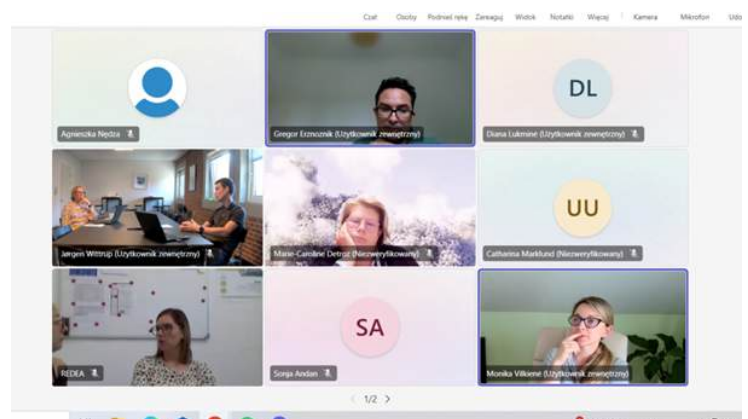 Czat Osoby Podnieś rękę Zareaguj Widok Notatki Więcej Kamera Mikrofon Udo
Agnieszka Nędza
Gregor Erznoznik (Użytkownik zewnętrzny)
DL
Diana Lukmine (Użytkownik zewnętrzny)
Jørgen Wittrup (Użytkownik zewnętrzny)
Marie-Caroline Detroz (Niezweryfikowany)
UU
Catharina Marklund (Niezweryfikowany)
REDEA
SA
Sonja Andan
Monika Vilkienė (Użytkownik zewnętrzny)
1/2